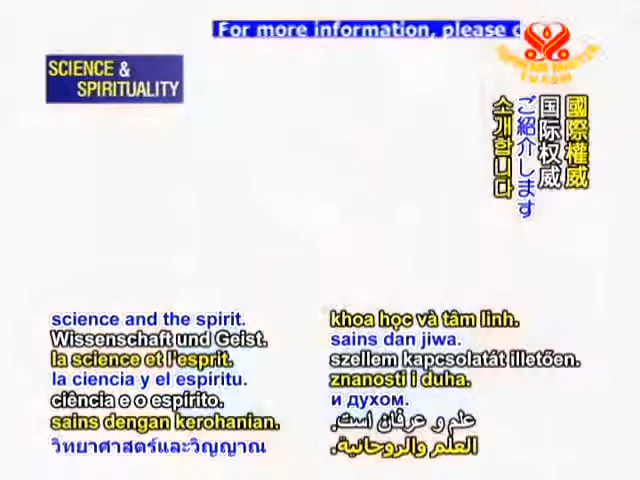 For more information, please
SCIENCE &
SPIRITUALITY
SUPREME MASTER
TV.COM
國際權威
国际权威
ご紹介します
소개합니다
science and the spirit.
Wissenschaft und Geist.
la science et l'esprit.
la ciencia y el espíritu.
ciência e o espírito.
sains dengan kerohanian.
วิทยาศาสตร์และวิญญาณ
khoa học và tâm linh.
sains dan jiwa.
szellem kapcsolatát illetően.
znanosti i duha.
и духом.
علم و عرفان است.
العلم والروحانية.